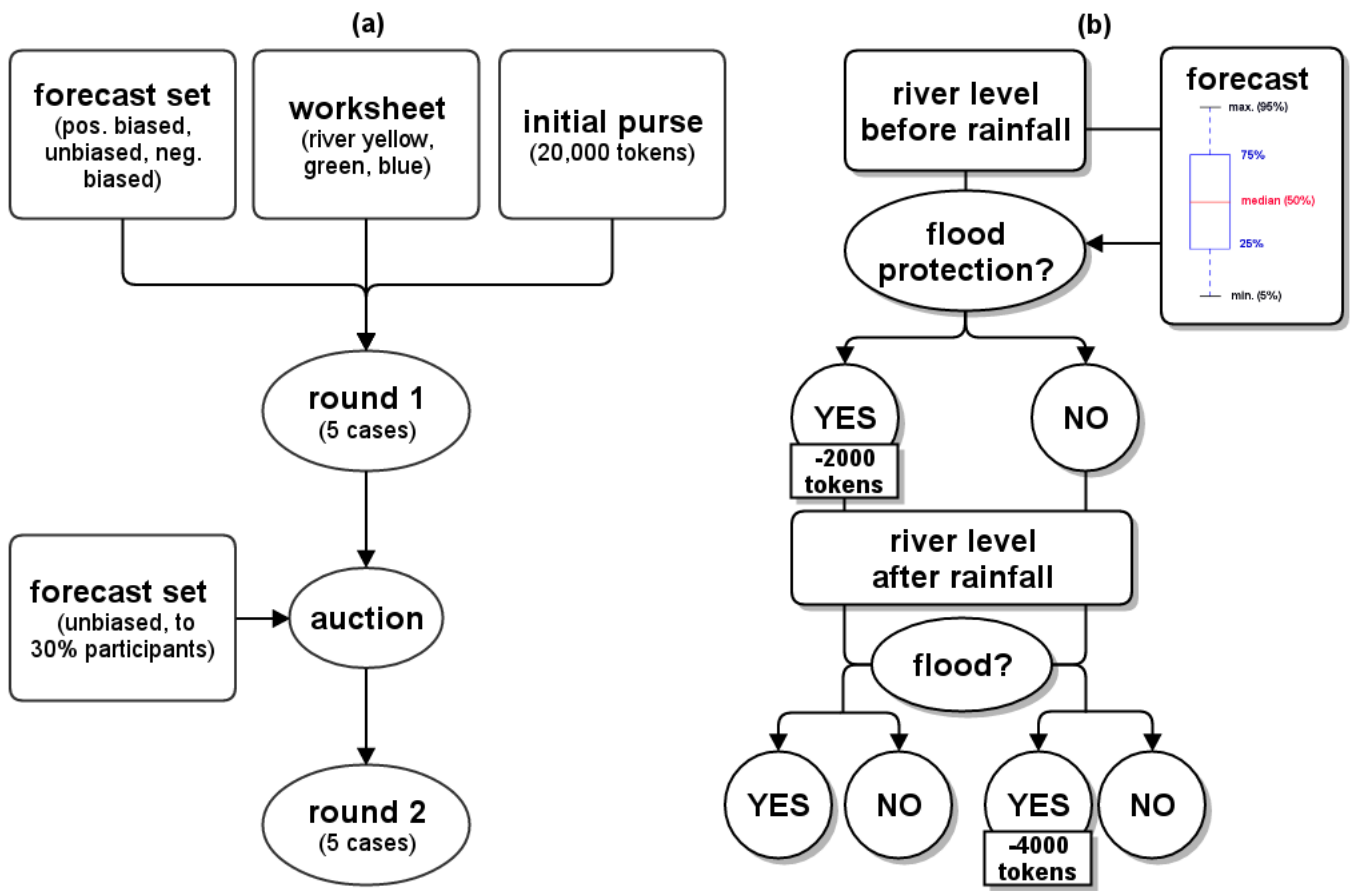 (a)
forecast set
(pos. biased,
unbiased, neg.
biased)
worksheet
(river yellow,
green, blue)
initial purse
(20,000 tokens)
round 1
(5 cases)
forecast set
(unbiased, to
30% participants)
auction
round 2
(5 cases)
(b)
river level
before rainfall
forecast
max. (95%)
75%
median (50%)
25%
min. (5%)
flood
protection?
YES
-2000
tokens
NO
river level
after rainfall
flood?
YES
NO
YES
-4000
tokens
NO